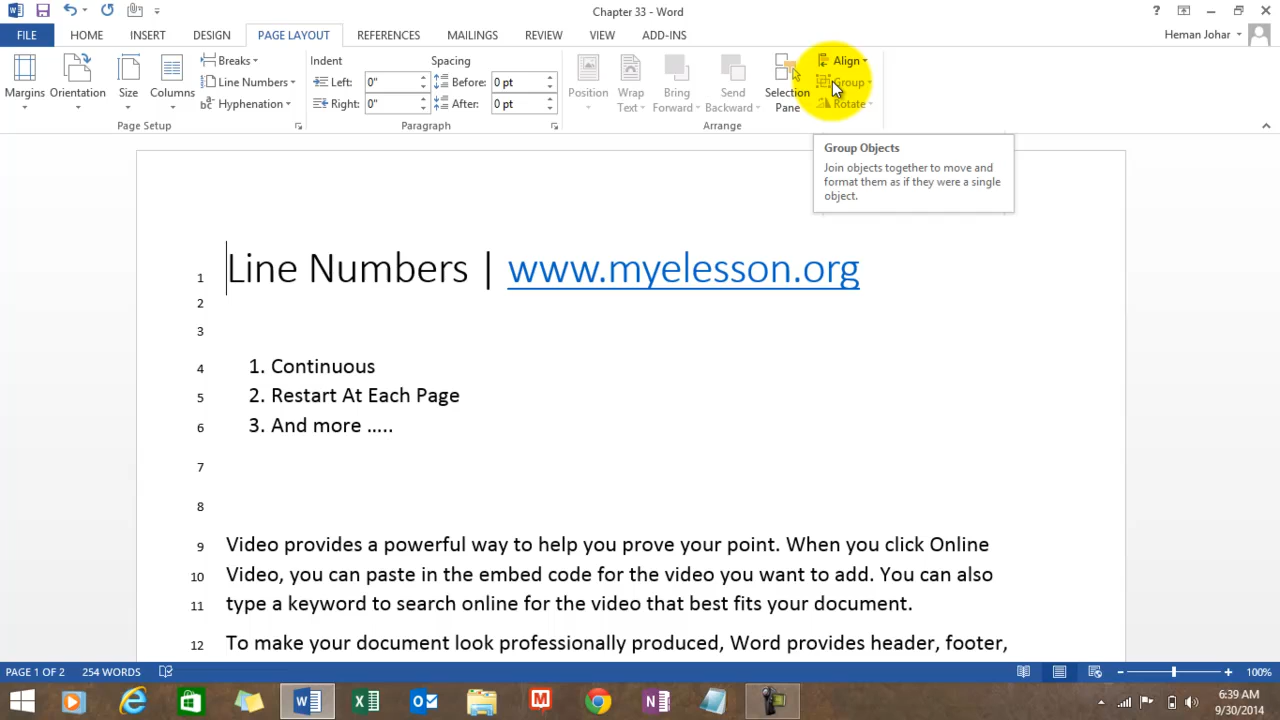 Chapter 33 - Word
?
FILE HOME INSERT DESIGN PAGE LAYOUT REFERENCES MAILINGS REVIEW VIEW ADD-INS Heman Johar
Margins Orientation Size Columns
Breaks
Line Numbers
Hyphenation
Page Setup
Indent Spacing
Left: 0" Before: 0 pt
Right: 0" After: 0 pt
Paragraph
Position Wrap Text Bring Forward Send Backward Selection Pane
Align
Group
Rotate
Arrange
Group Objects
Join objects together to move and
format them as if they were a single
object.
1 Line Numbers | www.myelesson.org
2
3
4 1. Continuous
5 2. Restart At Each Page
6 3. And more …..
7
8
9 Video provides a powerful way to help you prove your point. When you click Online
10 Video, you can paste in the embed code for the video you want to add. You can also
11 type a keyword to search online for the video that best fits your document.
12 To make your document look professionally produced, Word provides header, footer,
PAGE 1 OF 2 254 WORDS 100%
6:39 AM
9/30/2014